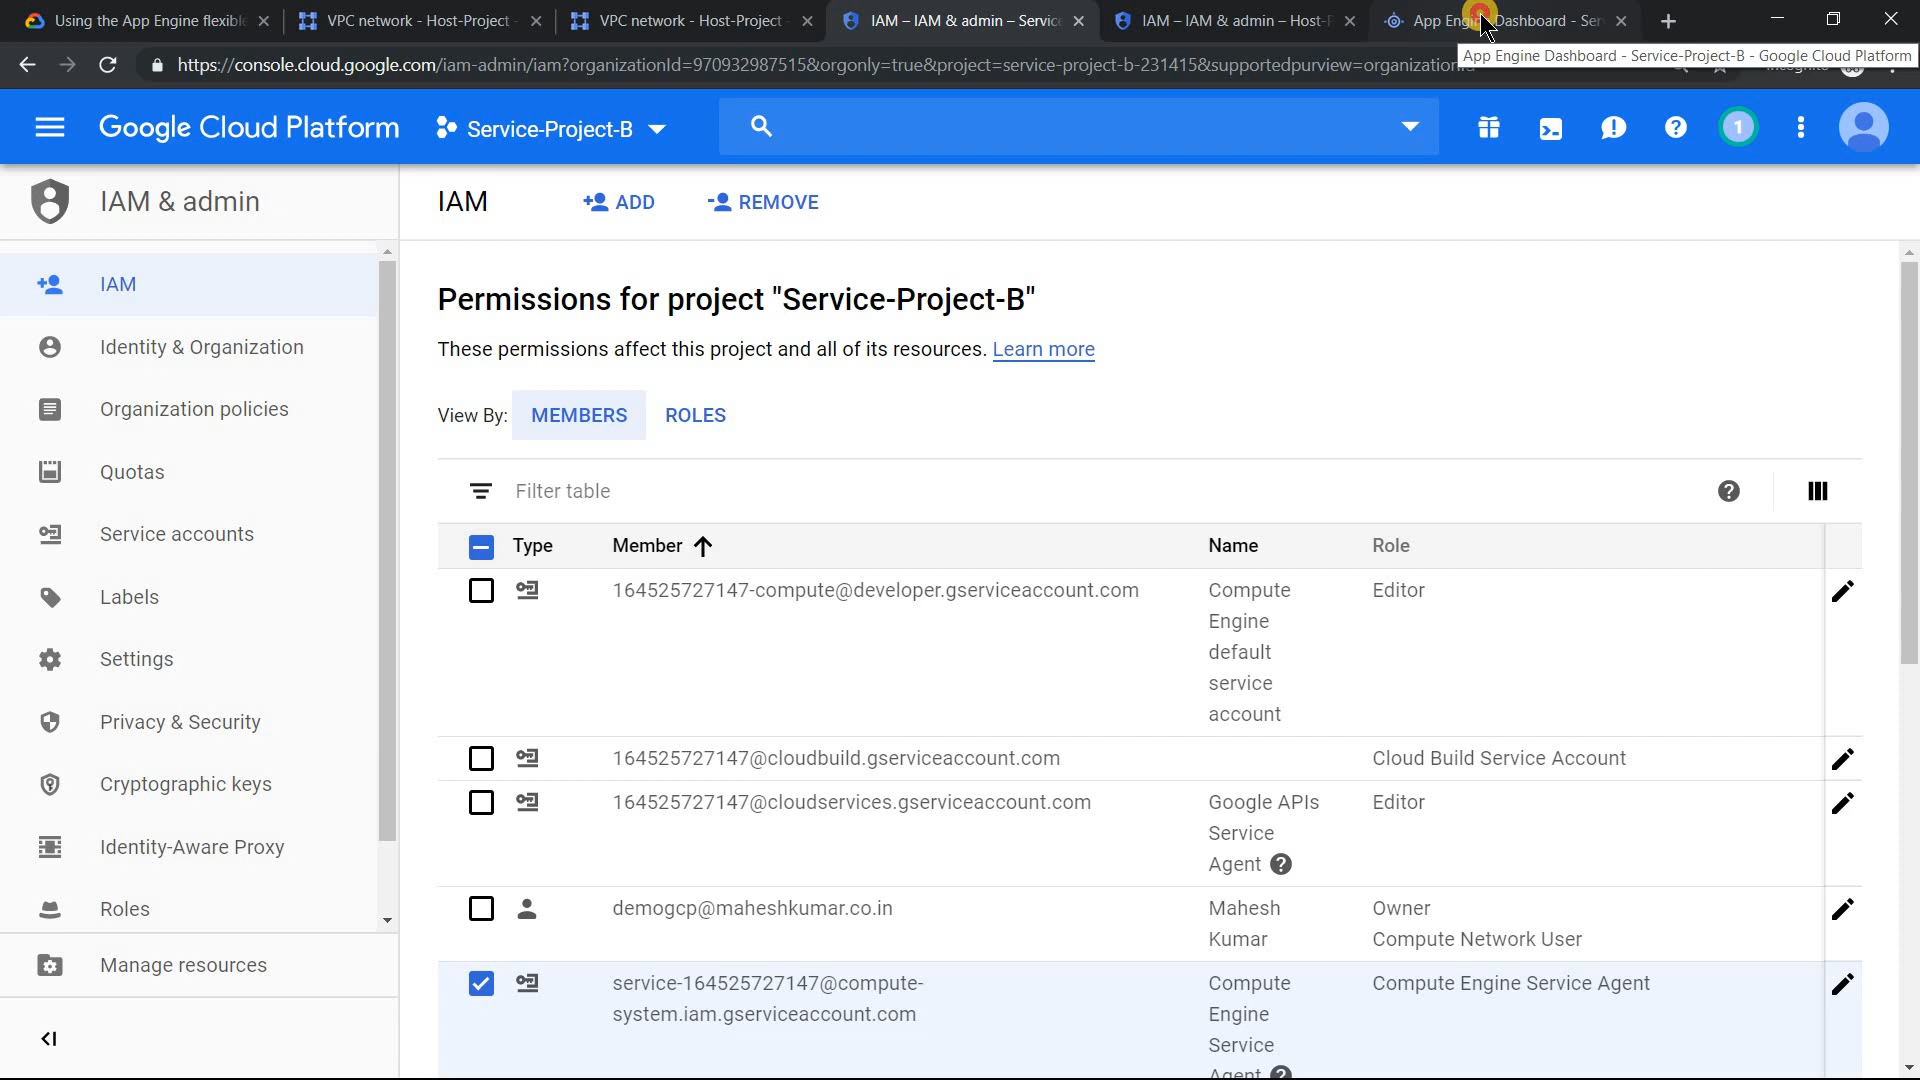 Using the App Engine flexibl
VPC network - Host-Project
VPC network - Host-Project
IAM – IAM & admin – Service
IAM – IAM & admin – Host-P
App Engine Dashboard - Ser
https://console.cloud.google.com/iam-admin/iam?organizationId=970932987515&orgonly=true&project=service-project-b-231415&supportedpurview=organizationId
App Engine Dashboard - Service-Project-B - Google Cloud Platform
Google Cloud Platform
Service-Project-B
1
IAM & admin
IAM
ADD
REMOVE
IAM
Identity & Organization
Organization policies
Quotas
Service accounts
Labels
Settings
Privacy & Security
Cryptographic keys
Identity-Aware Proxy
Roles
Manage resources
Permissions for project "Service-Project-B"
These permissions affect this project and all of its resources. Learn more
View By: MEMBERS ROLES
Filter table
Type Member Name Role
164525727147-compute@developer.gserviceaccount.com Compute Editor
Engine
default
service
account
164525727147@cloudbuild.gserviceaccount.com Cloud Build Service Account
164525727147@cloudservices.gserviceaccount.com Google APIs Editor
Service
Agent
demogcp@maheshkumar.co.in Mahesh Owner
Kumar Compute Network User
service-164525727147@compute- Compute Compute Engine Service Agent
system.iam.gserviceaccount.com Engine
Service
Agent